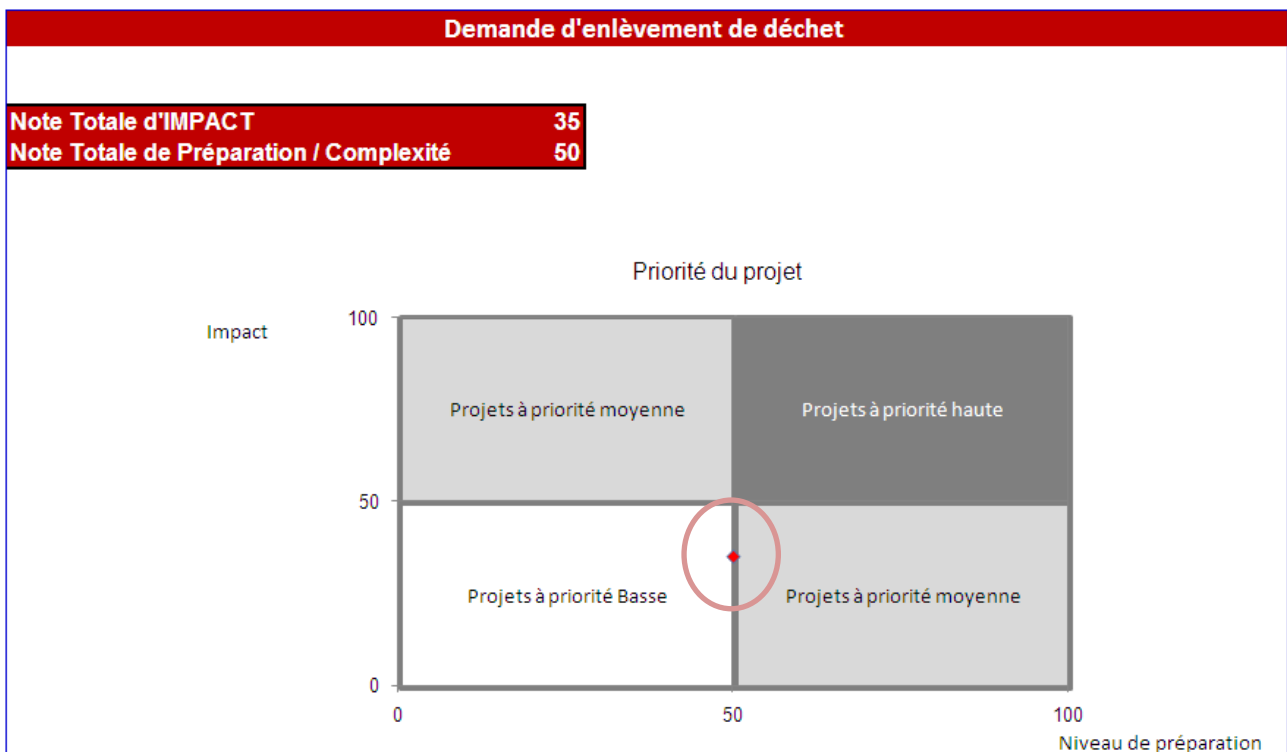 Demande d'enlèvement de déchet
Note Totale d'IMPACT 35
Note Totale de Préparation / Complexité 50
Priorité du projet
Impact
100
Projets à priorité moyenne Projets à priorité haute
50
Projets à priorité Basse Projets à priorité moyenne
0
0 50 100
Niveau de préparation